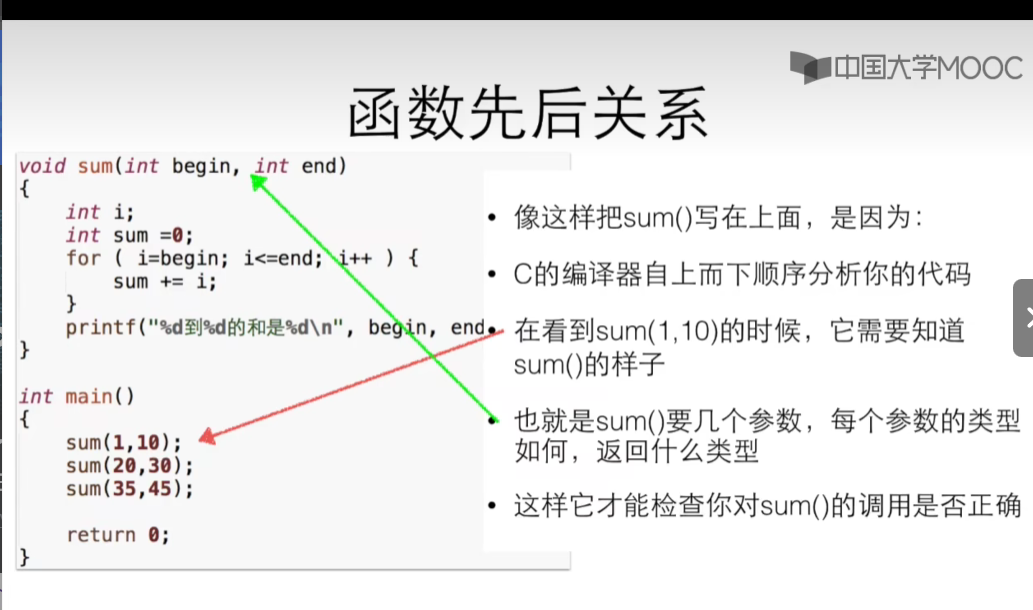 中国大学MOOC
函数先后关系
void sum(int begin, int end)
{
    int i;
    int sum =0;
    for ( i=begin; i<=end; i++ ) {
        sum += i;
    }
    printf("%d到%d的和是%d\n", begin, end
}
int main()
{
    sum(1,10);
    sum(20,30);
    sum(35,45);
    return 0;
}
• 像这样把sum()写在上面，是因为：
• C的编译器自上而下顺序分析你的代码
• 在看到sum(1,10)的时候，它需要知道
sum()的样子
• 也就是sum()要几个参数，每个参数的类型
如何，返回什么类型
• 这样它才能检查你对sum()的调用是否正确